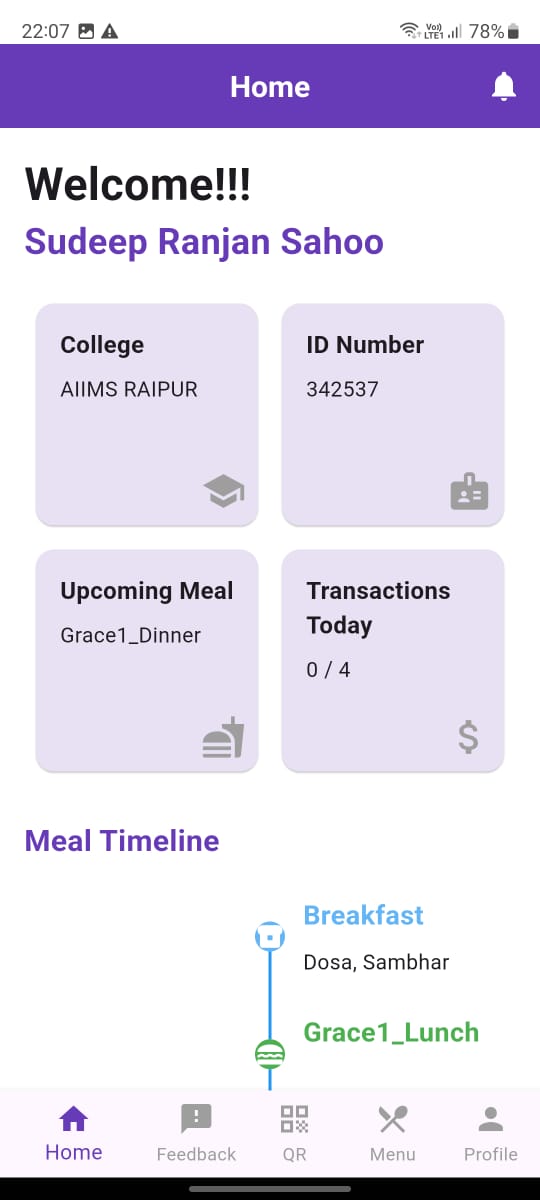 22:07
Vo)) LTE1 78%
Home
Welcome!!!
Sudeep Ranjan Sahoo
College
AIIMS RAIPUR
ID Number
342537
Upcoming Meal
Grace1_Dinner
Transactions
Today
0 / 4
$
Meal Timeline
Breakfast
Dosa, Sambhar
Grace1_Lunch
Home
Feedback
QR
Menu
Profile